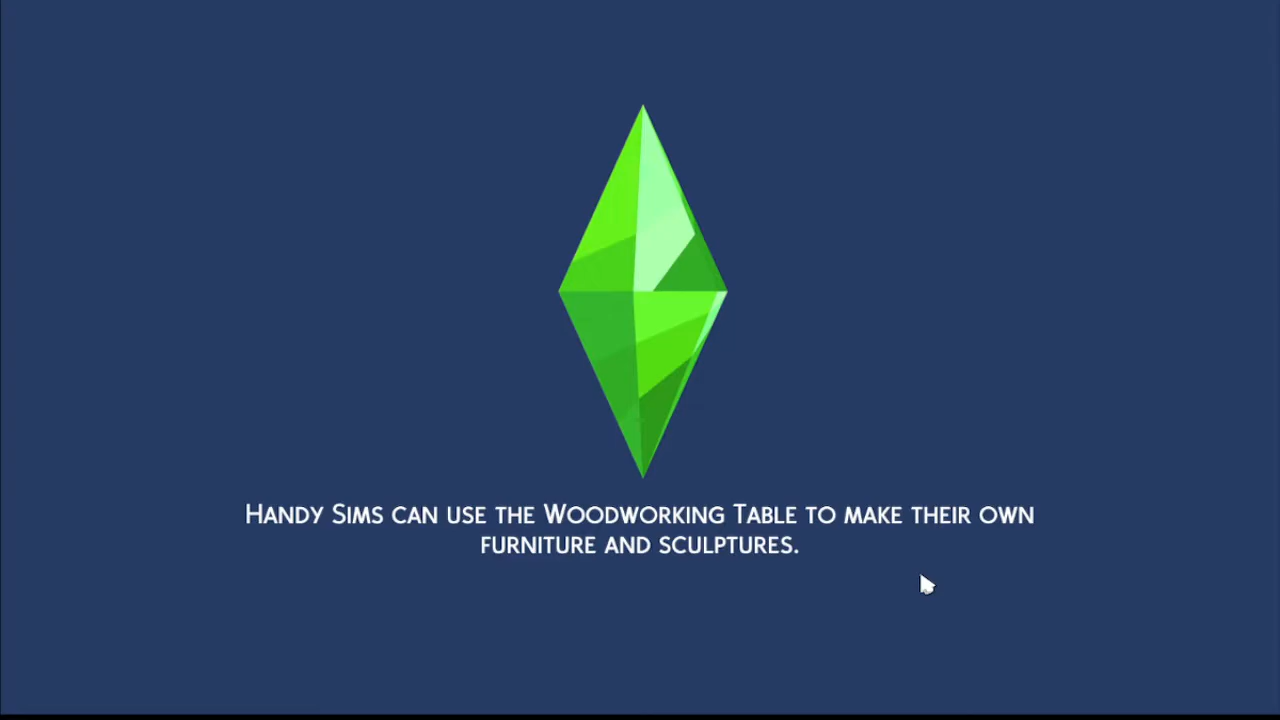 Handy Sims can use the Woodworking Table to make their own
furniture and sculptures.